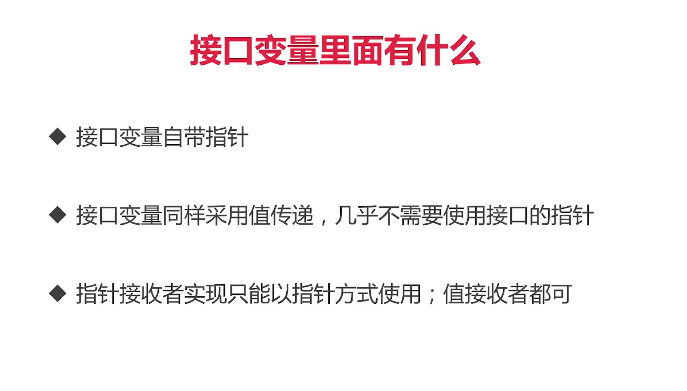 接口变量里面有什么
◆ 接口变量自带指针
◆ 接口变量同样采用值传递，几乎不需要使用接口的指针
◆ 指针接收者实现只能以指针方式使用；值接收者都可